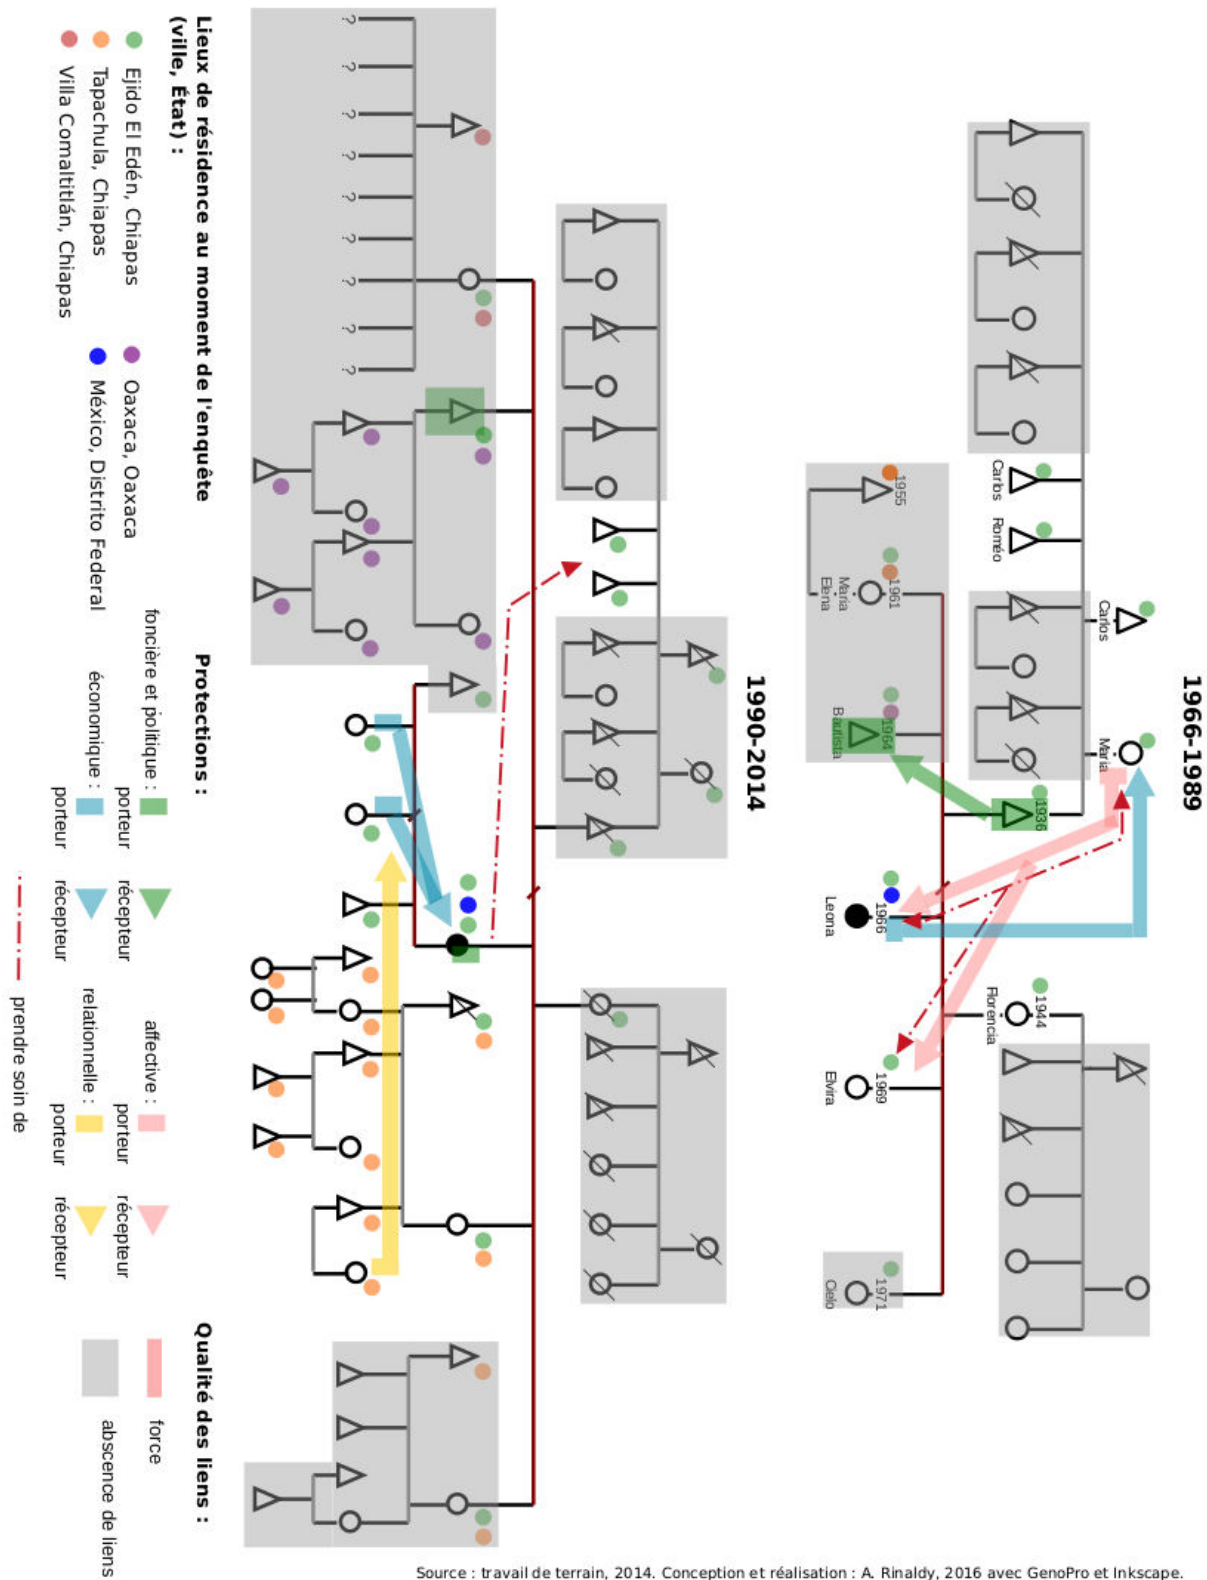 1966-1989
Carlos
Roméo
Carlos
Maria
1936
1944
Florencia
1955
1961
Maria
Elena
1964
Bautista
1966
Leona
1969
Elvira
1971
Cielo
1990-2014
?
?
?
?
?
?
?
?
?
Lieux de résidence au moment de l'enquête
(ville, État) :
Ejido El Edén, Chiapas
Tapachula, Chiapas
Villa Comaltitlán, Chiapas
Oaxaca, Oaxaca
México, Distrito Federal
Protections :
foncière et politique :
porteur
récepteur
économique :
porteur
récepteur
affective :
porteur
récepteur
relationnelle :
porteur
récepteur
prendre soin de
Qualité des liens :
force
abscence de liens
Source : travail de terrain, 2014. Conception et réalisation : A. Rinaldy, 2016 avec GenoPro et Inkscape.